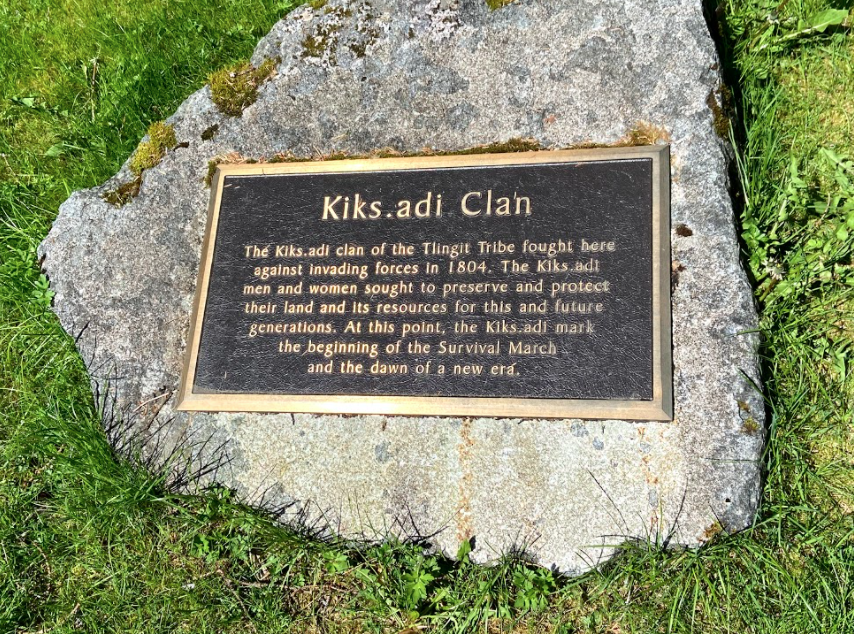 Kiks.adi Clan
The Kiks.adi clan of the Tlingit Tribe fought here
against invading forces in 1804. The Kiks.adi
men and women sought to preserve and protect
their land and its resources for this and future
generations. At this point, the Kiks.adi mark
the beginning of the Survival March
and the dawn of a new era.